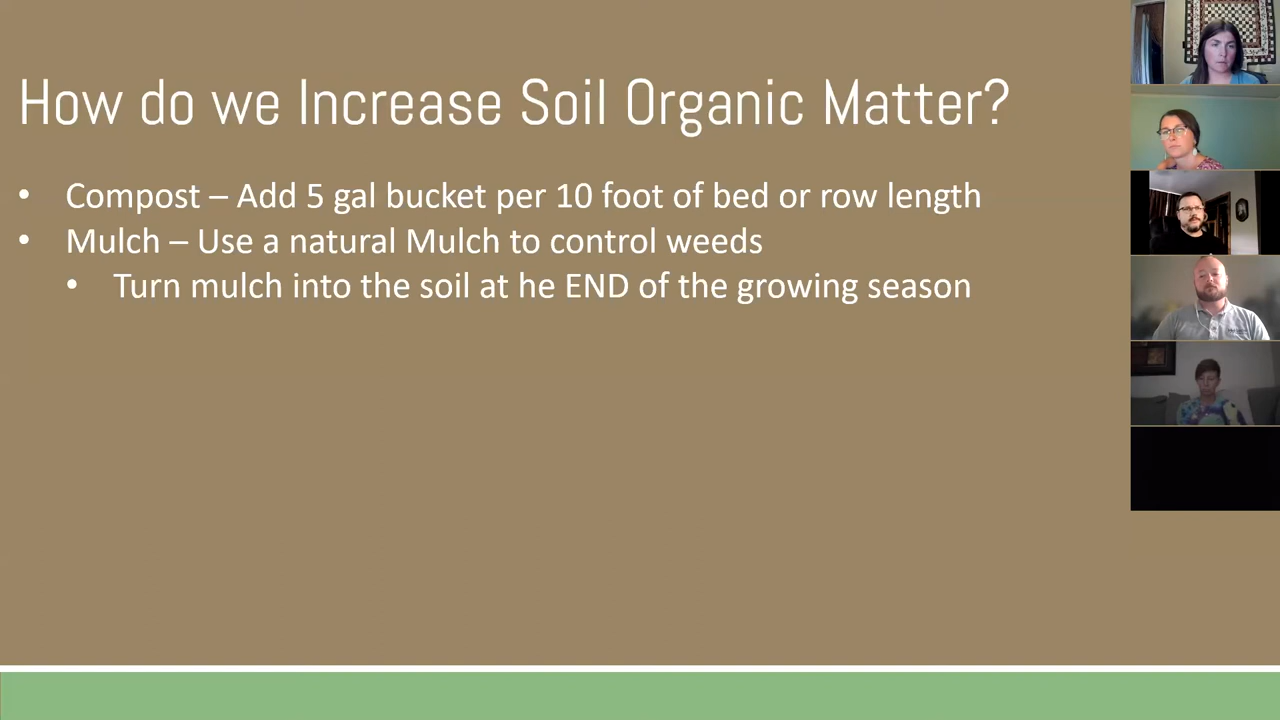 How do we Increase Soil Organic Matter?
• Compost – Add 5 gal bucket per 10 foot of bed or row length
• Mulch – Use a natural Mulch to control weeds
• Turn mulch into the soil at he END of the growing season